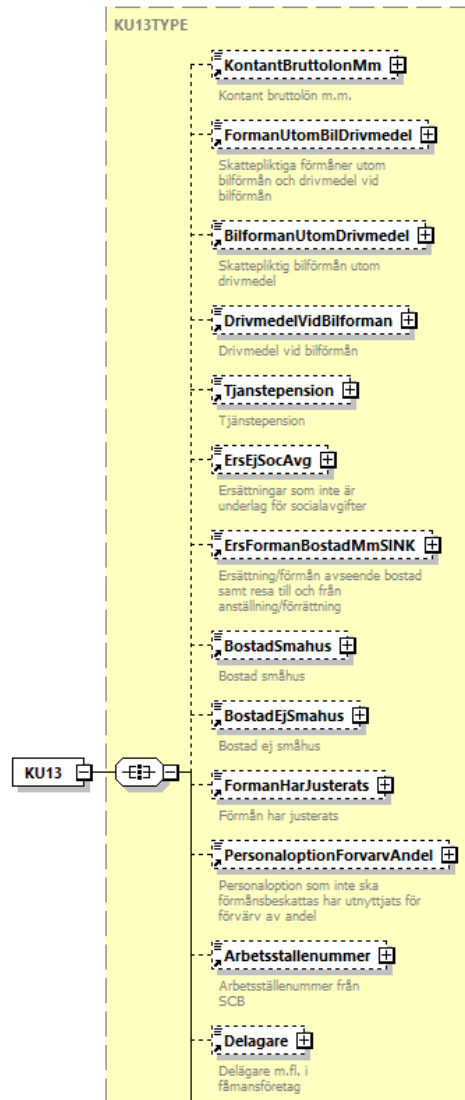 KU13TYPE
KontantBruttolonMm
Kontant bruttolön m.m.
FormanUtomBilDrivmedel
Skattepliktiga förmåner utom
bilförmån och drivmedel vid
bilförmån
BilformanUtomDrivmedel
Skattepliktig bilförmån utom
drivmedel
DrivmedelVidBilforman
Drivmedel vid bilförmån
Tjanstepension
Tjänstepension
ErsEjSocAvg
Ersättningar som inte är
underlag för socialavgifter
ErsFormanBostadMmSINK
Ersättning/förmån avseende bostad
samt resa till och från
anställning/förrättning
BostadSmahus
Bostad småhus
BostadEjSmahus
Bostad ej småhus
KU13
FormanHarJusterats
Förmån har justerats
PersonaloptionForvarvAndel
Personaloption som inte ska
förmånsbeskattas har utnyttjats för
förvärv av andel
Arbetsstallenummer
Arbetsställenummer från
SCB
Delagare
Delägare m.fl. i
fåmansföretag